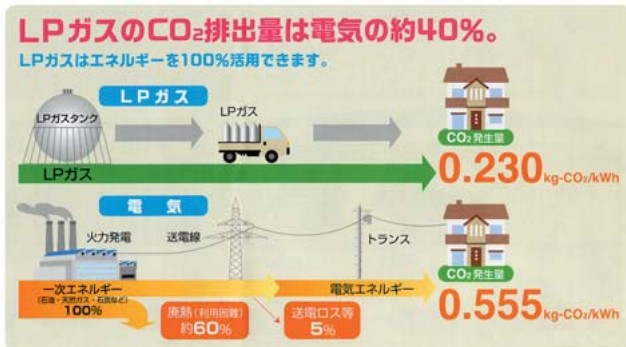 LPガスのCO₂排出量は電気の約40%。
LPガスはエネルギーを100%活用できます。
LPガス
LPガスタンク
LPガス
CO₂発生量
LPガス
0.230 kg-CO₂/kWh
電気
火力発電
送電線
トランス
CO₂発生量
一次エネルギー
(石油・天然ガス・石炭など)
100%
電気エネルギー
0.555 kg-CO₂/kWh
廃熱(利用困難)
約60%
送電ロス等
5%